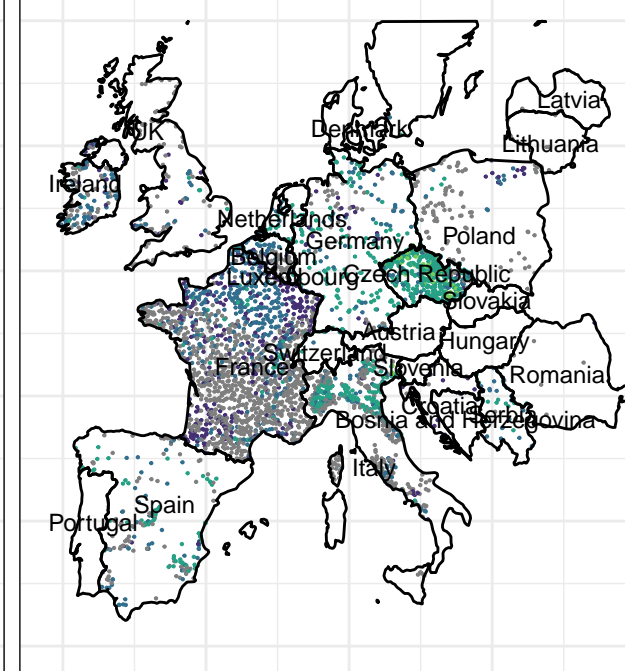 Latvia
UK
Denmark
Lithuania
Ireland
Netherlands
Poland
Germany
Belgium
Luxembourg
Czech Republic
Slovakia
Austria
Hungary
Switzerland
France
Slovenia
Romania
Croatia
Serbia
Bosnia and Herzegovina
Italy
Spain
Portugal